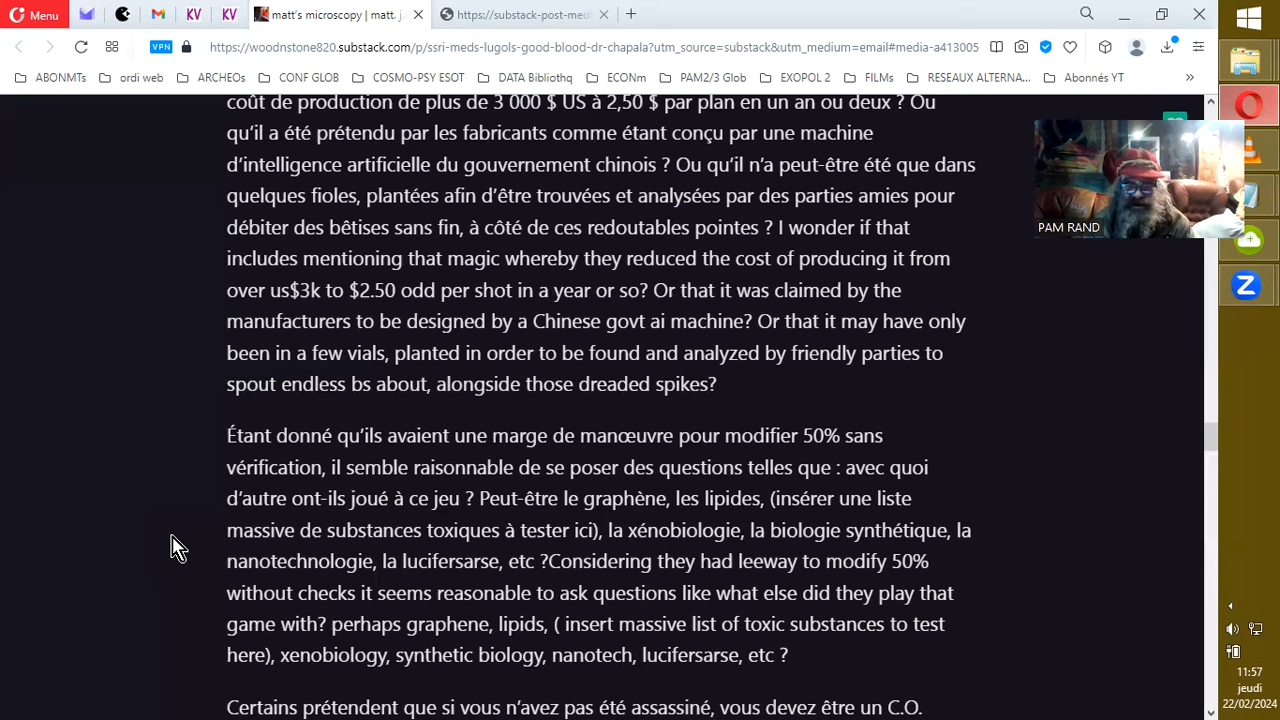 Menu
KV
KV
matt's microscopy | matt. j
https://substack-post-med
VPN
https://woodnstone820.substack.com/p/ssri-meds-lugols-good-blood-dr-chapala?utm_source=substack&utm_medium=email#media-a413005
ABONMTs
ordi web
ARCHEOs
CONF GLOB
COSMO-PSY ESOT
DATA Biblidhq
ECONm
PAM2/3 Glob
EXOPOL 2
FILMs
RESEAUX ALTERNA...
Abonnés YT
»
coût de production de plus de 3 000 $ US à 2,50 $ par plan en un an ou deux ? Ou
qu'il a été prétendu par les fabricants comme étant conçu par une machine
d'intelligence artificielle du gouvernement chinois ? Ou qu'il n'a peut-être été que dans
quelques fioles, plantées afin d'être trouvées et analysées par des parties amies pour
débiter des bêtises sans fin, à côté de ces redoutables pointes ? I wonder if that
includes mentioning that magic whereby they reduced the cost of producing it from
over us$3k to $2.50 odd per shot in a year or so? Or that it was claimed by the
manufacturers to be designed by a Chinese govt ai machine? Or that it may have only
been in a few vials, planted in order to be found and analyzed by friendly parties to
spout endless bs about, alongside those dreaded spikes?
Étant donné qu'ils avaient une marge de manœuvre pour modifier 50% sans
vérification, il semble raisonnable de se poser des questions telles que : avec quoi
d'autre ont-ils joué à ce jeu ? Peut-être le graphène, les lipides, (insérer une liste
massive de substances toxiques à tester ici), la xénobiologie, la biologie synthétique, la
nanotechnologie, la lucifersarse, etc ?Considering they had leeway to modify 50%
without checks it seems reasonable to ask questions like what else did they play that
game with? perhaps graphene, lipids, ( insert massive list of toxic substances to test
here), xenobiology, synthetic biology, nanotech, lucifersarse, etc ?
Certains prétendent que si vous n'avez pas été assassiné, vous devez être un C.O.
PAM RAND
11:57
jeudi
22/02/2024